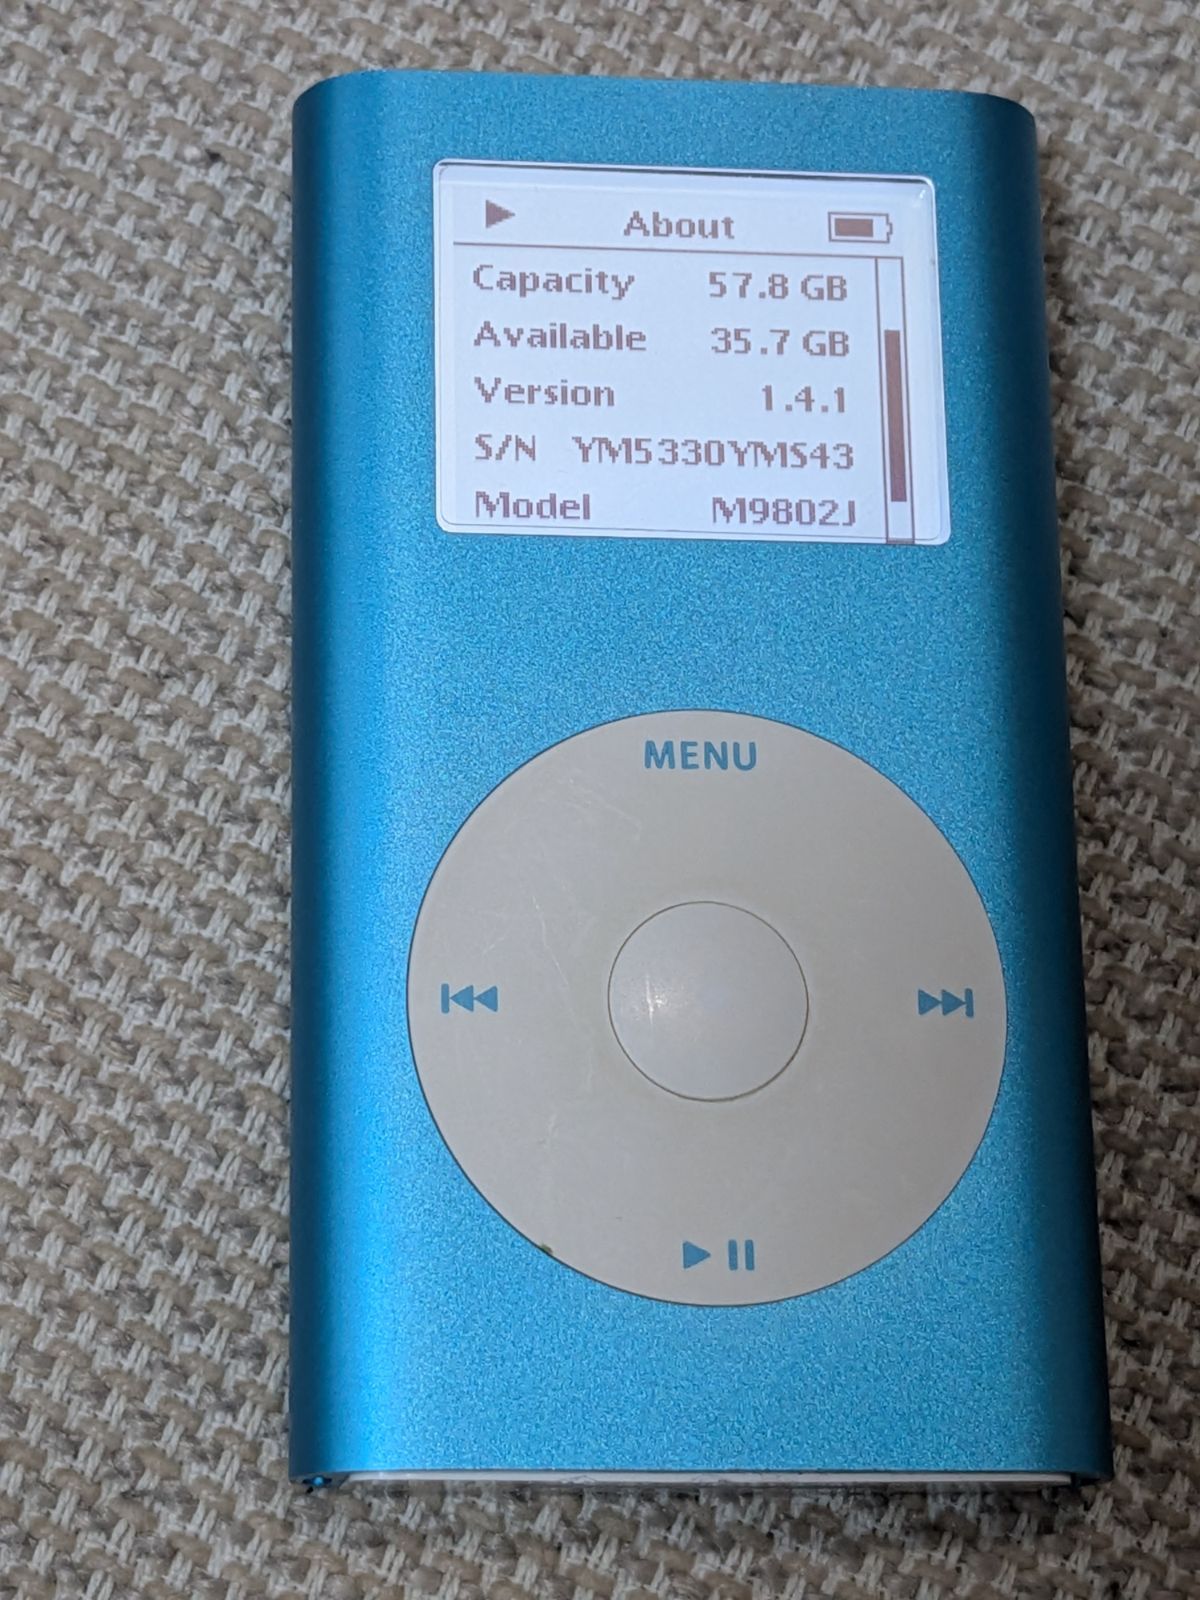 About
Capacity 57.8 GB
Available 35.7 GB
Version 1.4.1
S/N YM5330YMS43
Model M9802J
MENU